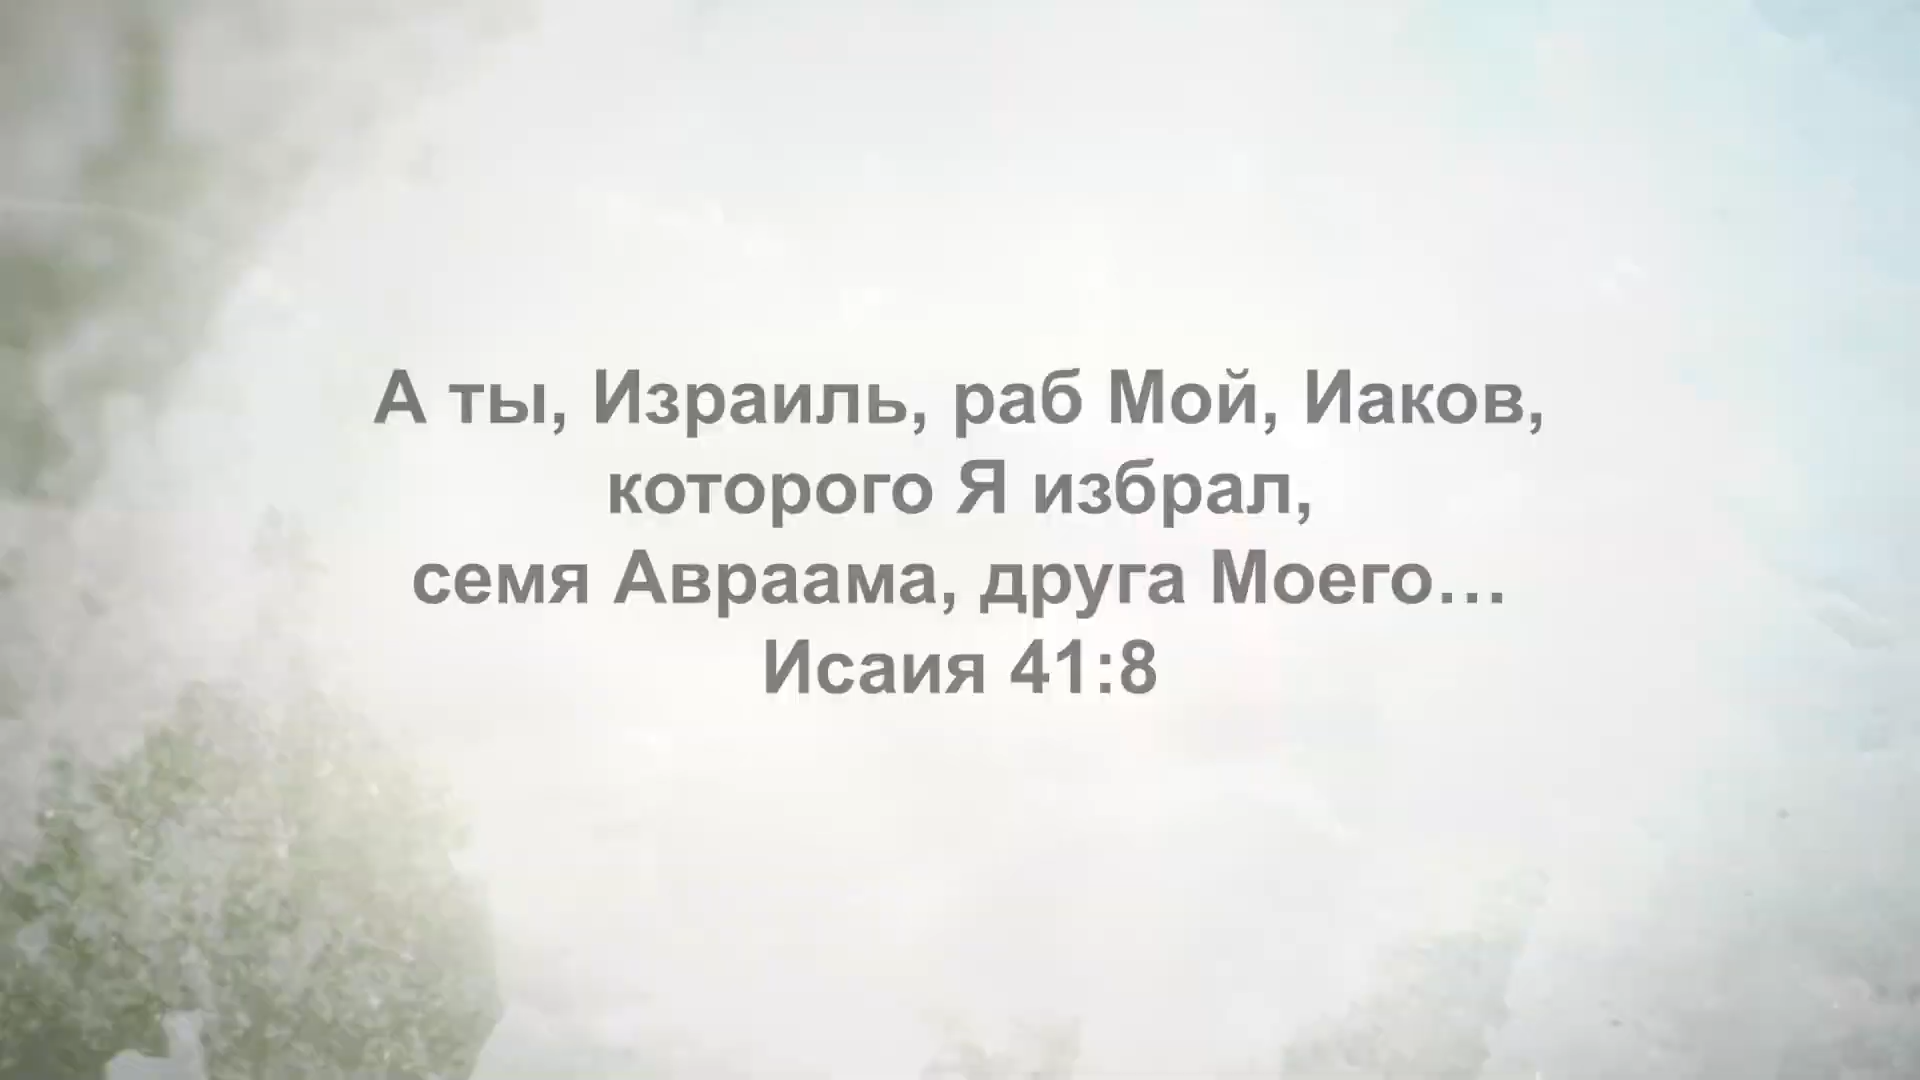 А ты, Израиль, раб Мой, Иаков,
которого Я избрал,
семя Авраама, друга Моего…
Исаия 41:8